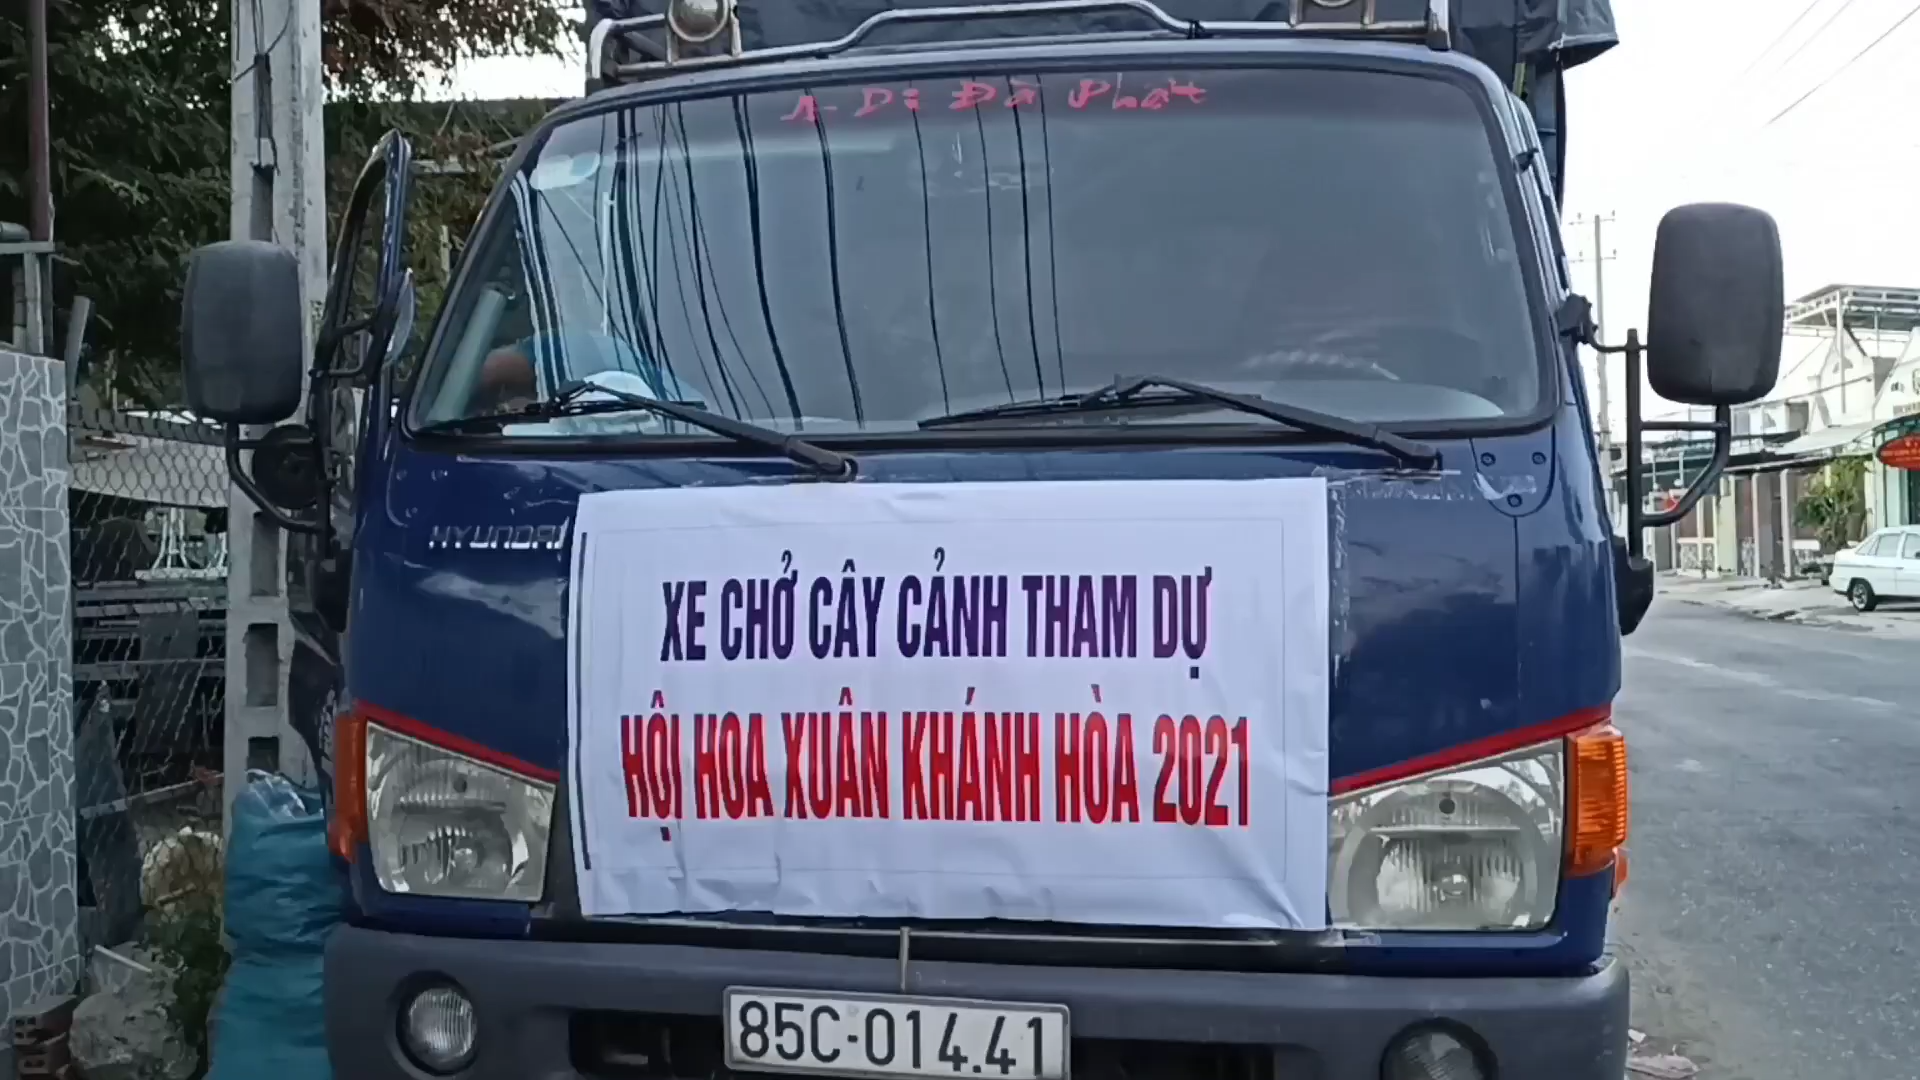 A-Di Đà Phật
HYUNDAI
XE CHỞ CÂY CẢNH THAM DỰ
HỘI HOA XUÂN KHÁNH HÒA 2021
85C-014.41